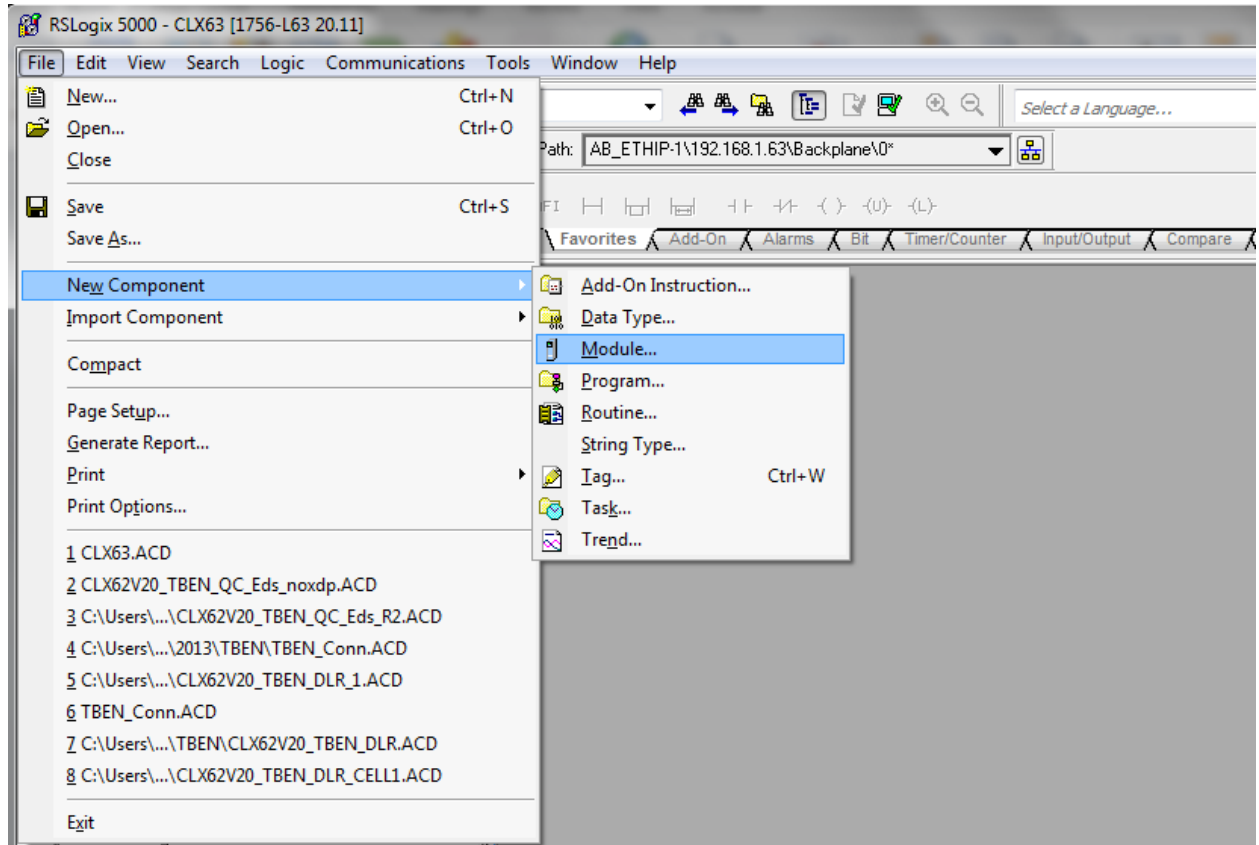 RSLogix 5000 - CLX63 [1756-L63 20.11]
File Edit View Search Logic Communications Tools Window Help
New... Ctrl+N
Open... Ctrl+O
Close
Save Ctrl+S
Save As...
New Component
Import Component
Compact
Page Setup...
Generate Report...
Print
Print Options...
1 CLX63.ACD
2 CLX62V20_TBEN_QC_Eds_noxdp.ACD
3 C:\Users\...\CLX62V20_TBEN_QC_Eds_R2.ACD
4 C:\Users\...\2013\TBEN\TBEN_Conn.ACD
5 C:\Users\...\CLX62V20_TBEN_DLR_1.ACD
6 TBEN_Conn.ACD
7 C:\Users\...\TBEN\CLX62V20_TBEN_DLR.ACD
8 C:\Users\...\CLX62V20_TBEN_DLR_CELL1.ACD
Exit
Select a Language...
Path: AB_ETHIP-1\192.168.1.63\Backplane\0*
Favorites Add-On Alarms Bit Timer/Counter Input/Output Compare
Add-On Instruction...
Data Type...
Module...
Program...
Routine...
String Type...
Tag... Ctrl+W
Task...
Trend...